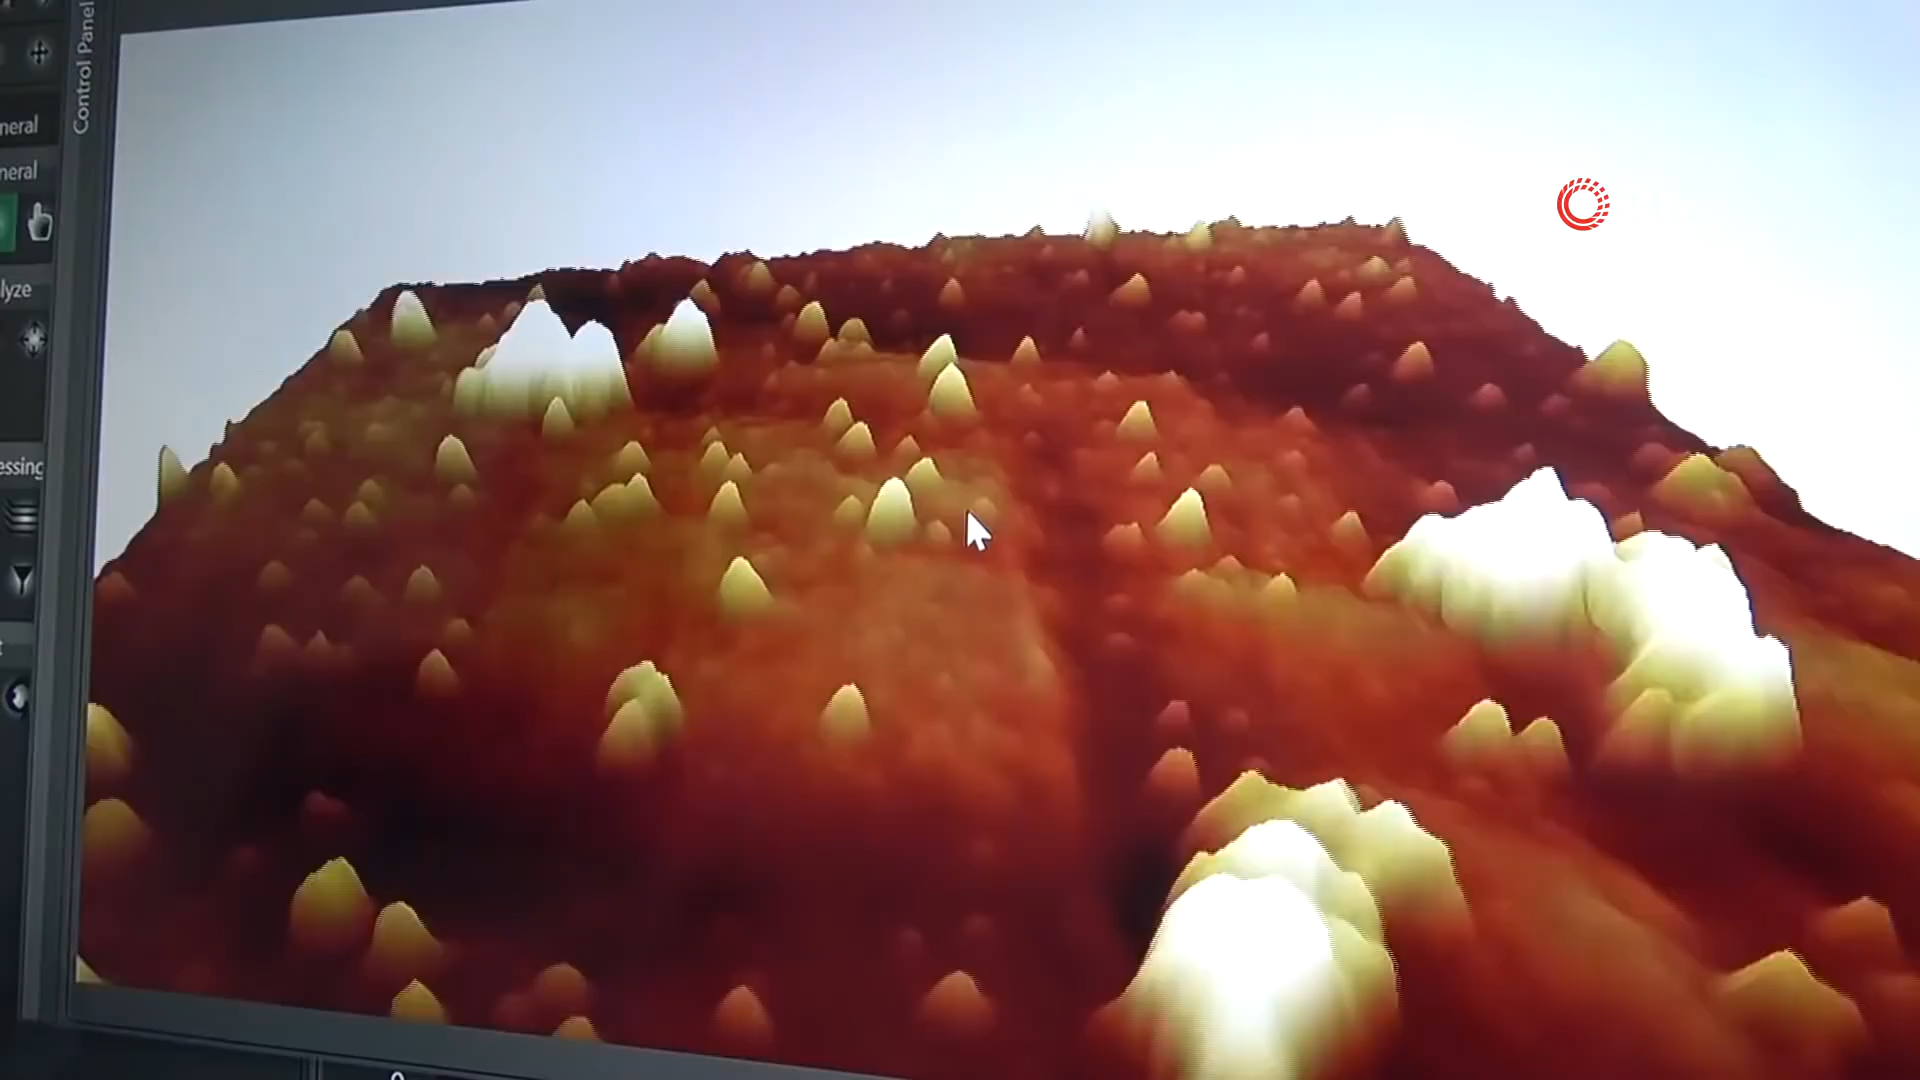 Control Panel
neral
neral
lyze
essing
t